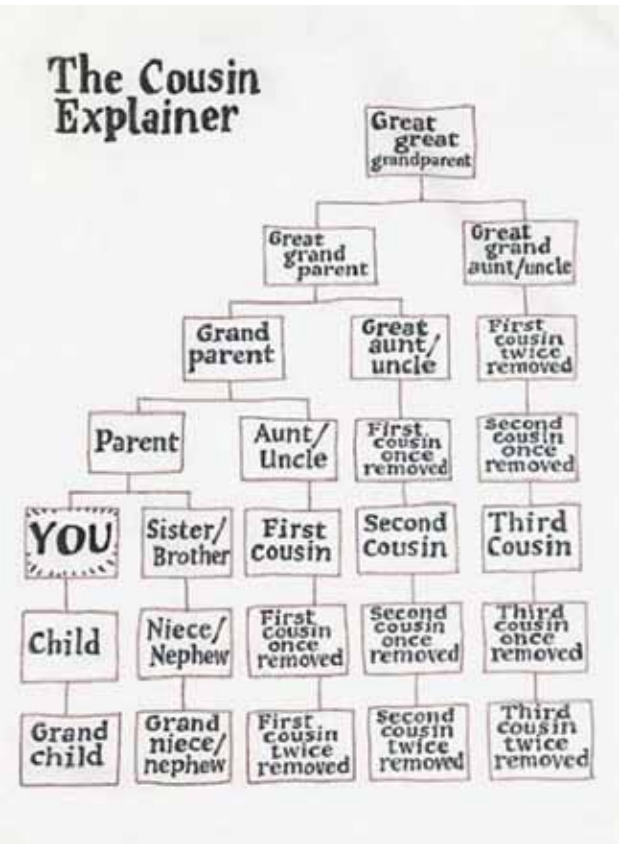 The Cousin
Explainer
Great
great
grandparent
Great
grand
parent
Great
grand
aunt/uncle
Grand
parent
Great
aunt/
uncle
First
cousin
twice
removed
Parent
Aunt/
Uncle
First
cousin
once
removed
Second
cousin
once
removed
YOU
Sister/
Brother
First
Cousin
Second
Cousin
Third
Cousin
Child
Niece/
Nephew
First
cousin
once
removed
Second
cousin
once
removed
Third
cousin
once
removed
Grand
child
Grand
niece/
nephew
First
cousin
twice
removed
Second
cousin
twice
removed
Third
cousin
twice
removed